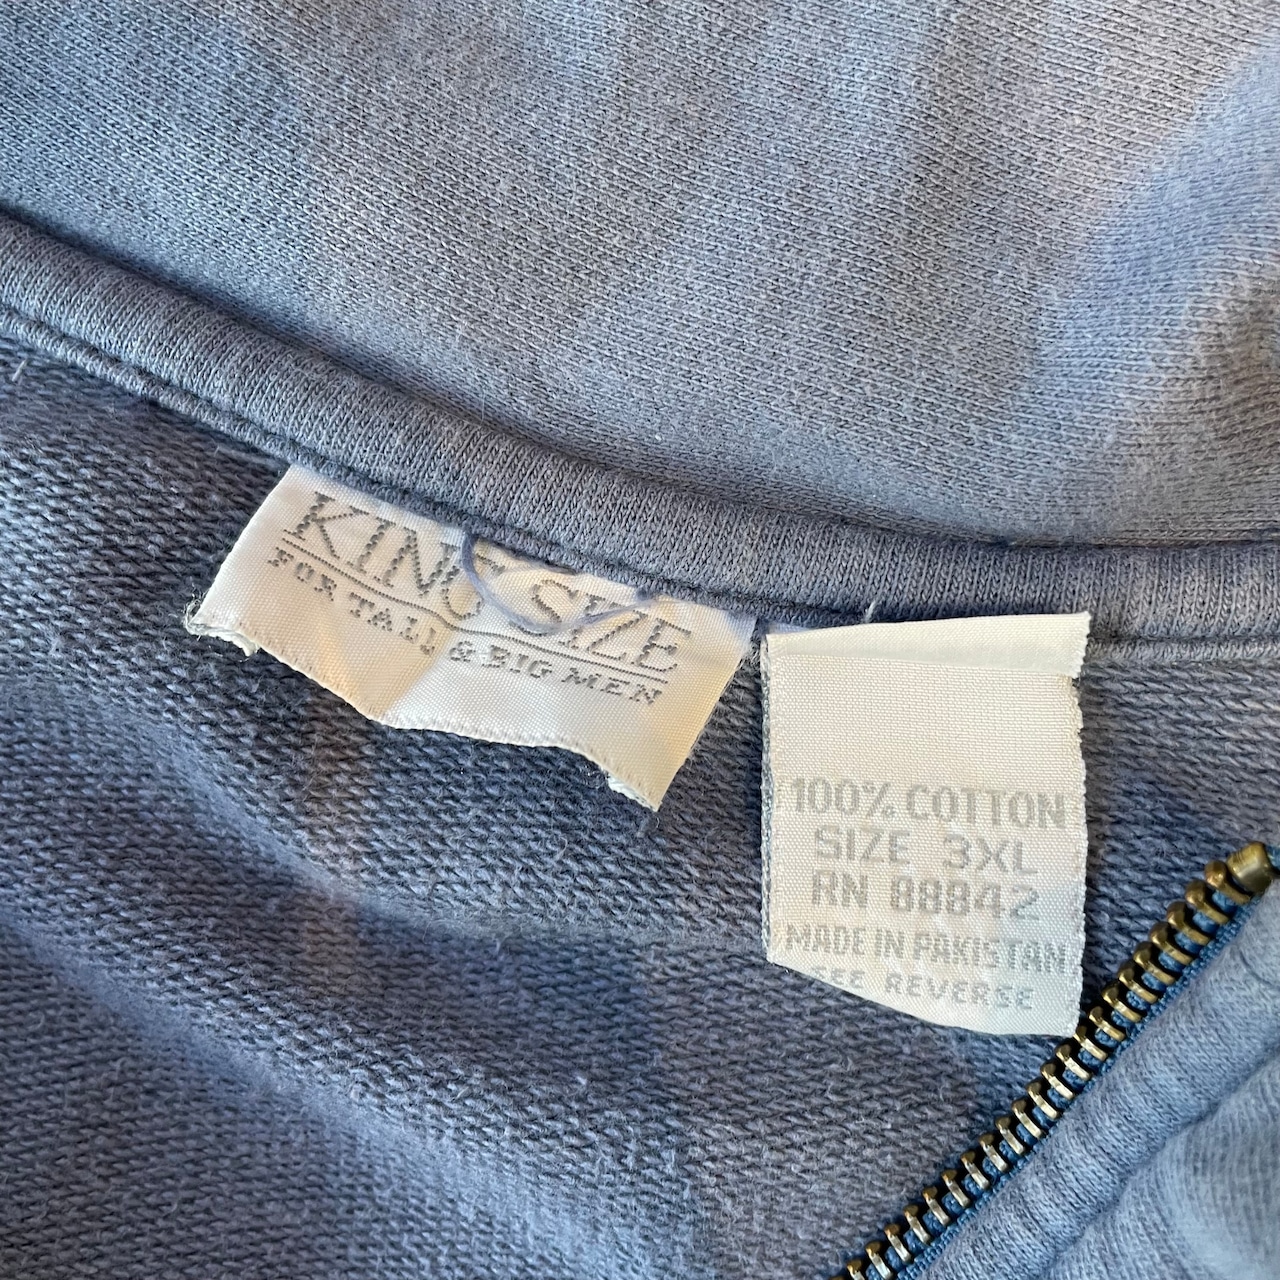 KING SIZE
FOR TALL & BIG MEN
100% COTTON
SIZE 3XL
RN 88842
MADE IN PAKISTAN
SEE REVERSE